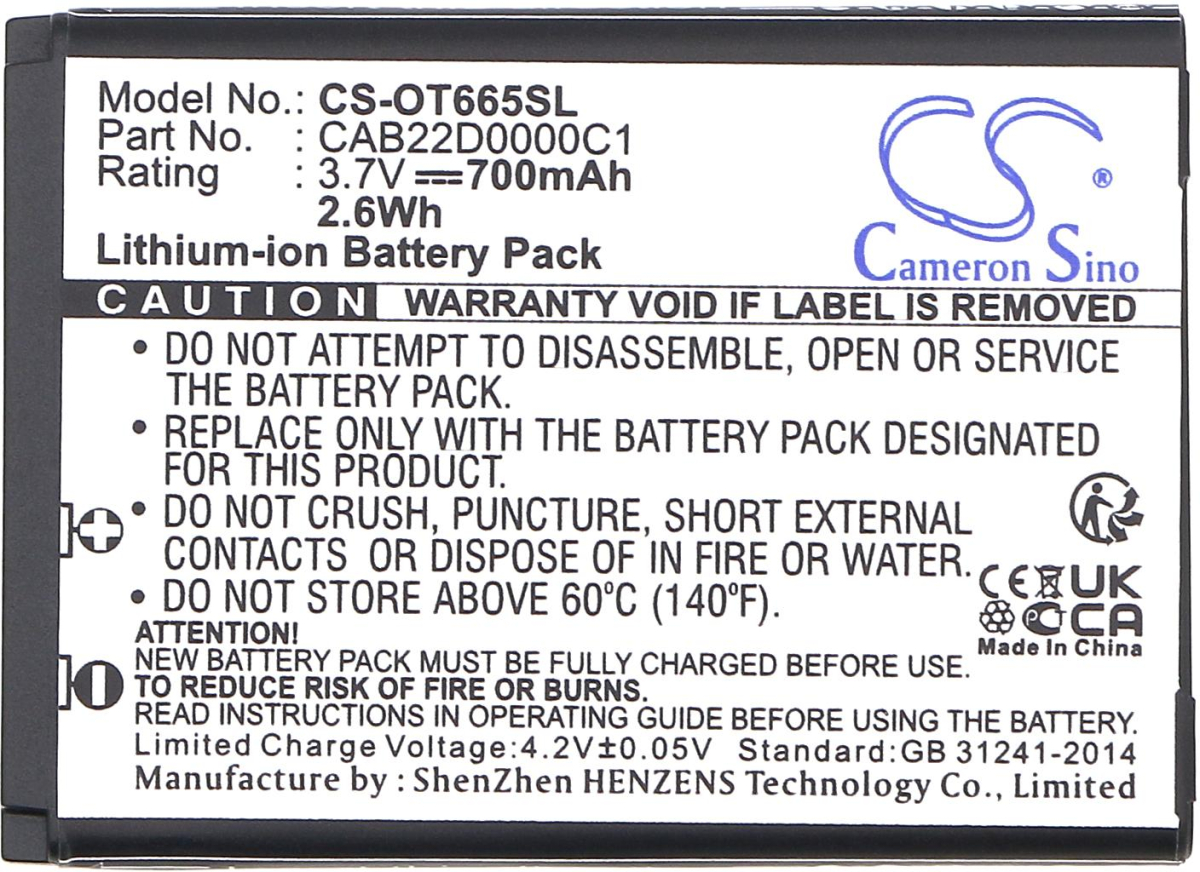 Model No.: CS-OT665SL
Part No. : CAB22D0000C1
Rating : 3.7V 700mAh
2.6Wh
Lithium-ion Battery Pack
CS ®
Cameron Sino
CAUTION WARRANTY VOID IF LABEL IS REMOVED
• DO NOT ATTEMPT TO DISASSEMBLE, OPEN OR SERVICE
THE BATTERY PACK.
• REPLACE ONLY WITH THE BATTERY PACK DESIGNATED
FOR THIS PRODUCT.
• DO NOT CRUSH, PUNCTURE, SHORT EXTERNAL
CONTACTS OR DISPOSE OF IN FIRE OR WATER.
• DO NOT STORE ABOVE 60°C (140°F).
CE UK
CA
Made In China
ATTENTION!
NEW BATTERY PACK MUST BE FULLY CHARGED BEFORE USE.
TO REDUCE RISK OF FIRE OR BURNS.
READ INSTRUCTIONS IN OPERATING GUIDE BEFORE USING THE BATTERY.
Limited Charge Voltage:4.2V±0.05V Standard:GB 31241-2014
Manufacture by : ShenZhen HENZENS Technology Co., Limited